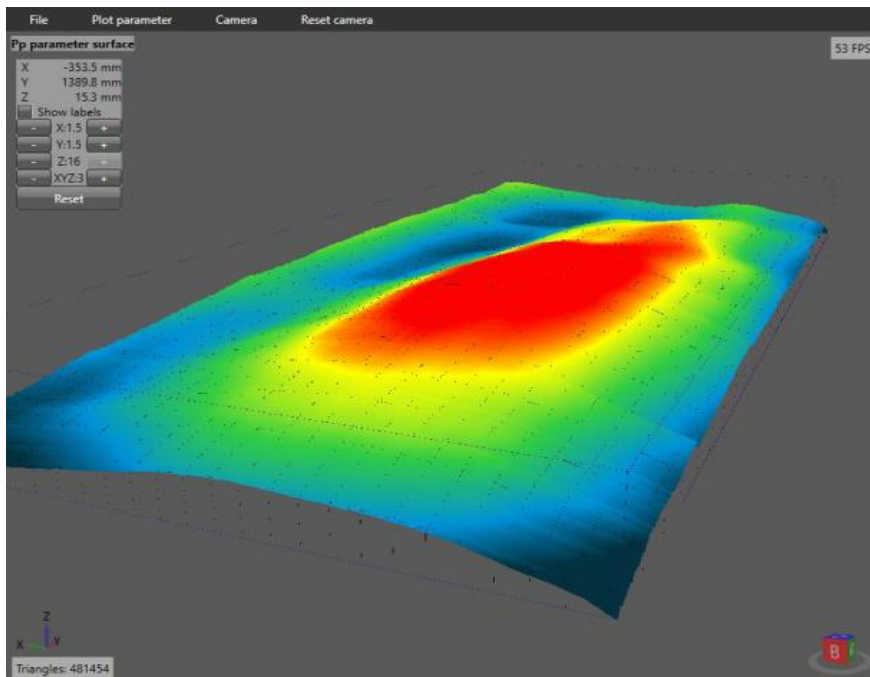 File Plot parameter Camera Reset camera
Pp parameter surface
53 FPS
X -353.5 mm
Y 1389.8 mm
Z 15.3 mm
Show labels
- X:1.5 +
- Y:1.5 +
- Z:16 +
- XYZ:3 +
Reset
Z
X Y
B
Triangles: 481454